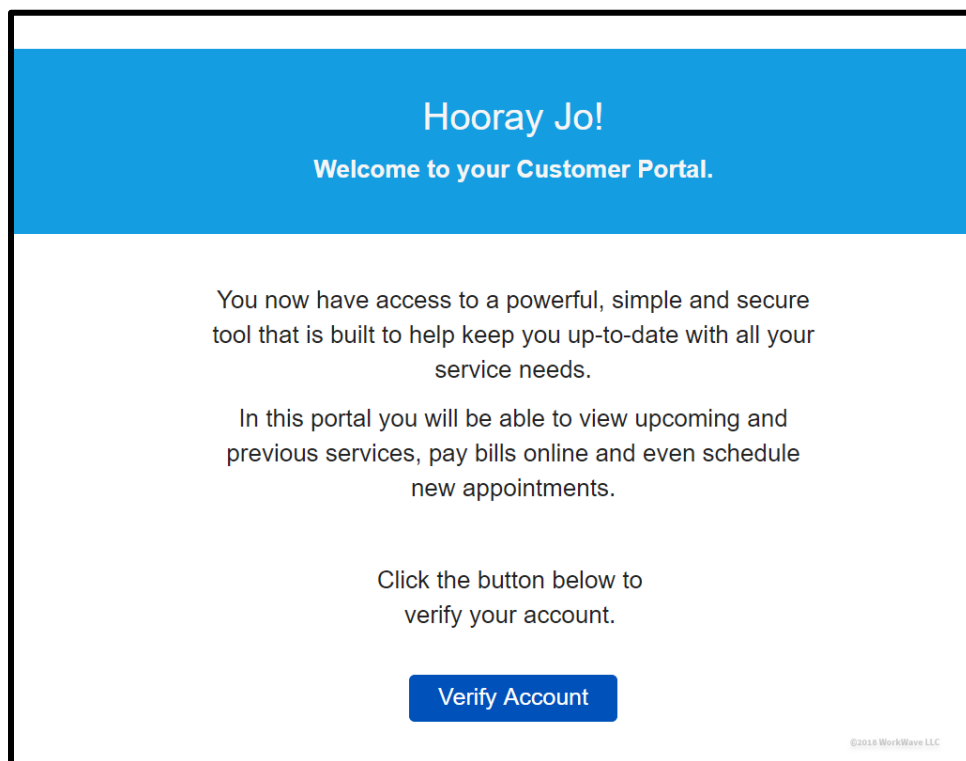 Hooray Jo!
Welcome to your Customer Portal.
You now have access to a powerful, simple and secure
tool that is built to help keep you up-to-date with all your
service needs.
In this portal you will be able to view upcoming and
previous services, pay bills online and even schedule
new appointments.
Click the button below to
verify your account.
Verify Account
©2018 WorkWave LLC